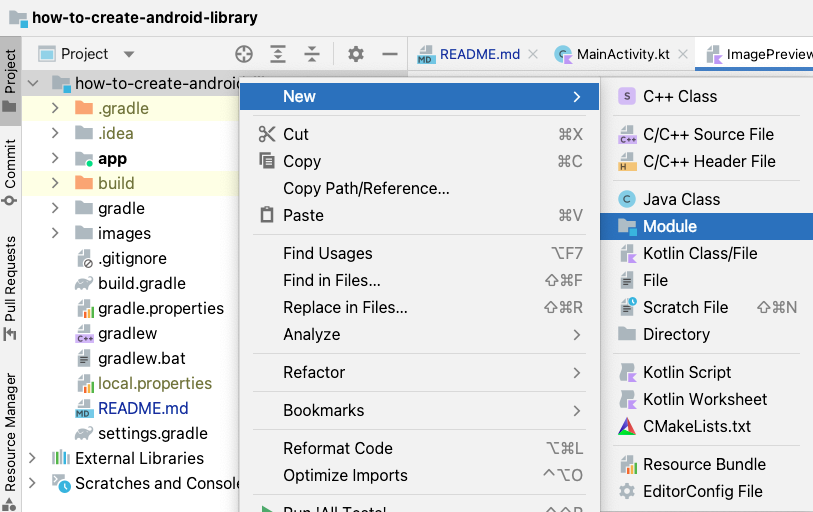 how-to-create-android-library
Project
Commit
Pull Requests
Resource Manager
Project
README.md
MainActivity.kt
ImagePreview
how-to-create-android
.gradle
.idea
app
build
gradle
images
.gitignore
build.gradle
gradle.properties
gradlew
gradlew.bat
local.properties
README.md
settings.gradle
External Libraries
Scratches and Console
New
Cut ⌘X
Copy ⌘C
Copy Path/Reference...
Paste ⌘V
Find Usages ⌥F7
Find in Files... ⇧⌘F
Replace in Files... ⇧⌘R
Analyze
Refactor
Bookmarks
Reformat Code ⌥⌘L
Optimize Imports ⌃⌥O
Run 'All Tests' ⌃⇧R
C++ Class
C/C++ Source File
C/C++ Header File
Java Class
Module
Kotlin Class/File
File
Scratch File ⇧⌘N
Directory
Kotlin Script
Kotlin Worksheet
CMakeLists.txt
Resource Bundle
EditorConfig File